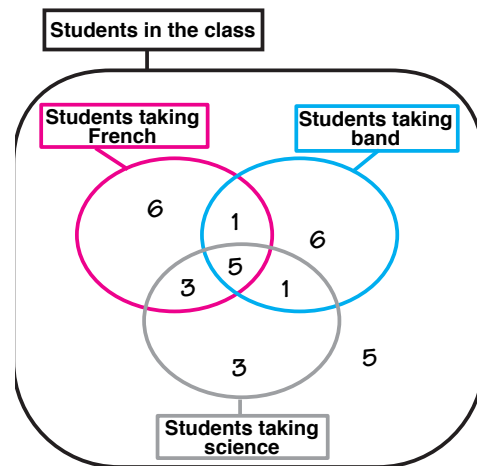 Students in the class
Students taking
French
Students taking
band
6
1
6
5
3
1
3
5
Students taking
science